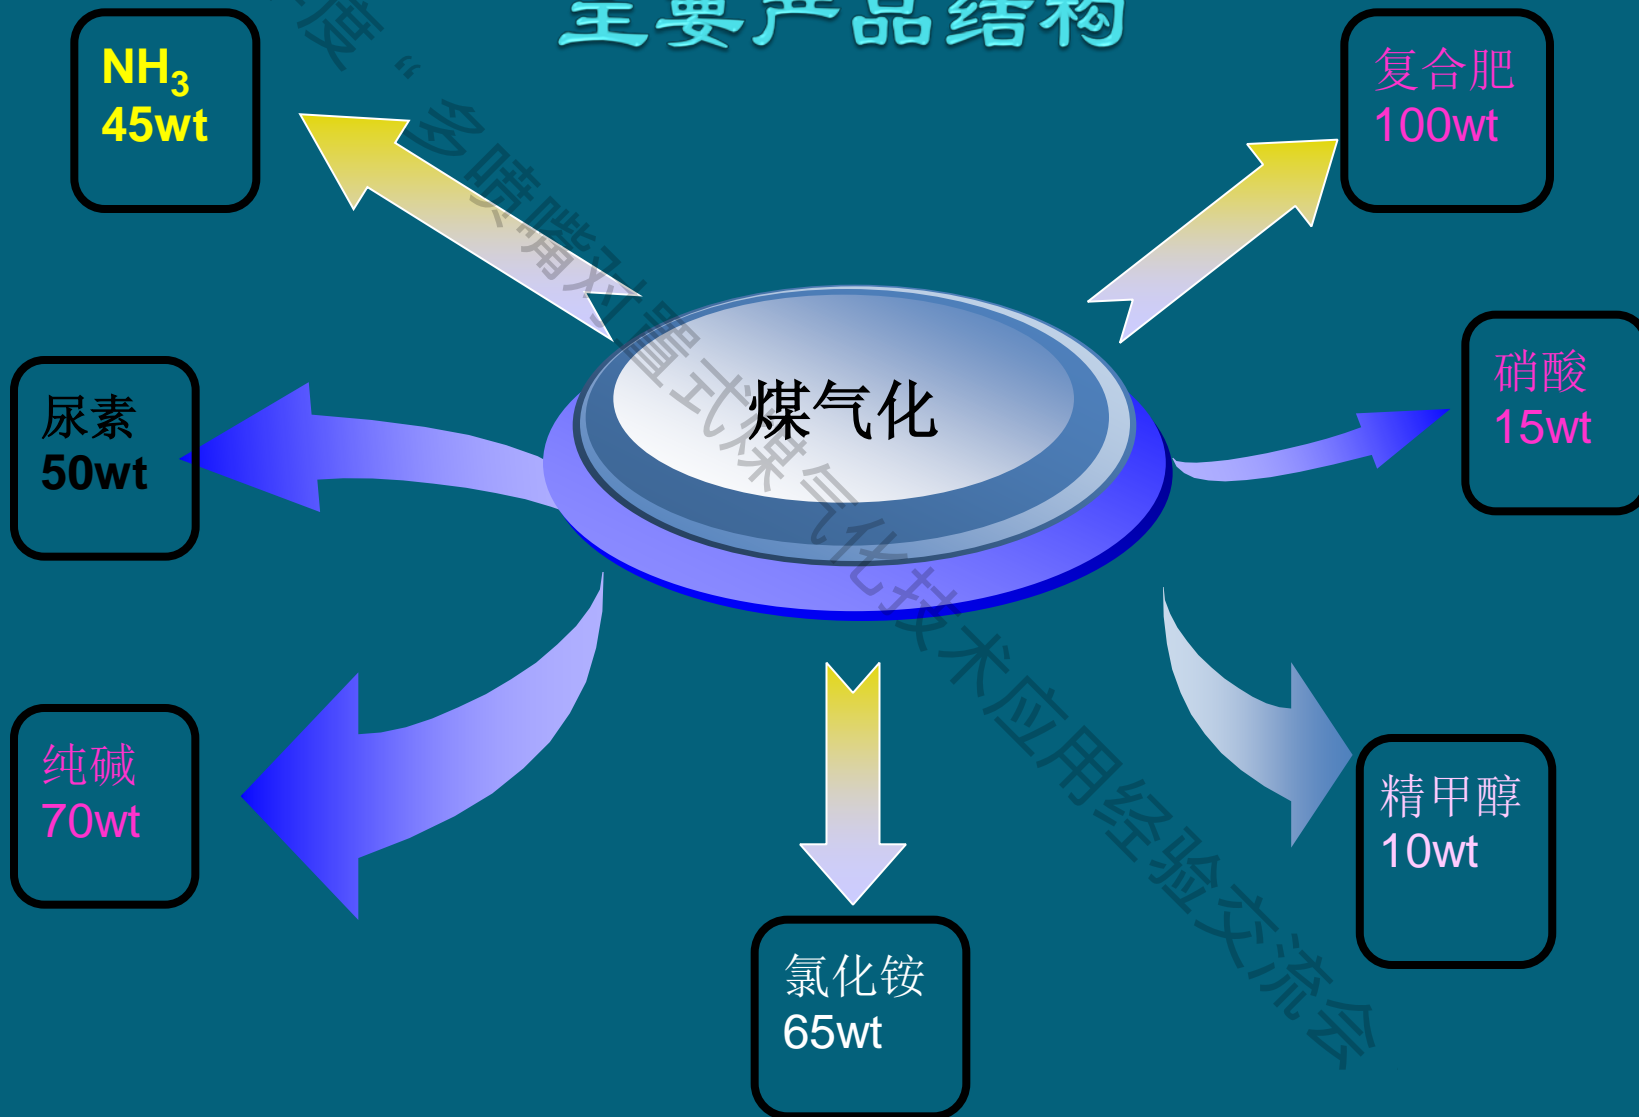 主要产品结构
NH₃
45wt
复合肥
100wt
煤气化
尿素
50wt
硝酸
15wt
纯碱
70wt
精甲醇
10wt
氯化铵
65wt
度“多喷嘴对置式煤气化技术应用经验交流会